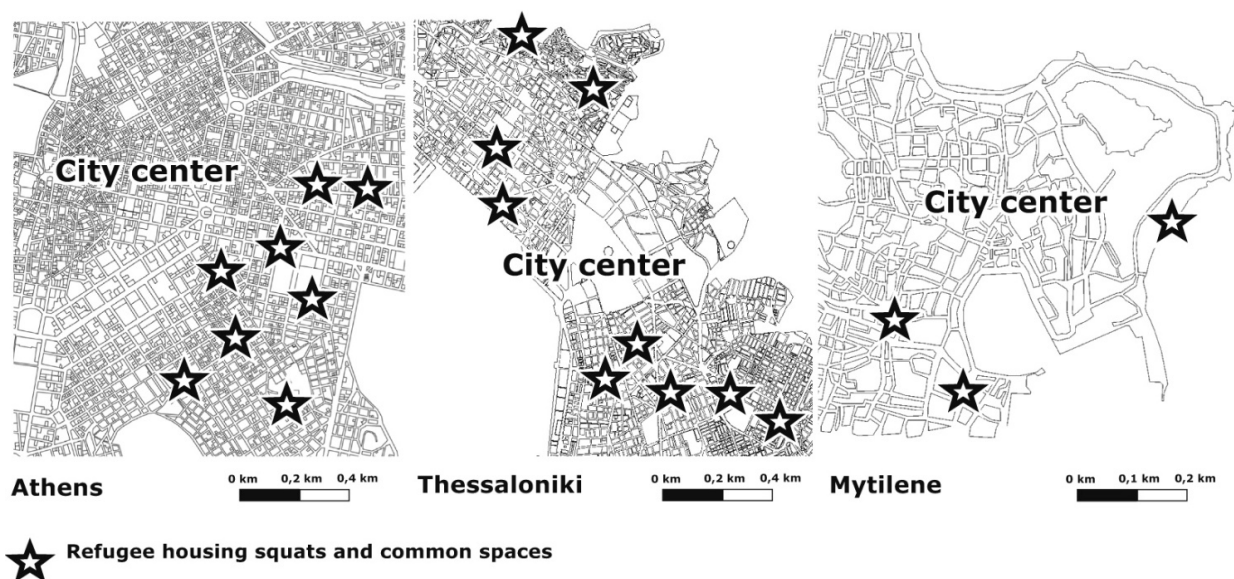 City center
City center
City center
Athens
0 km 0,2 km 0,4 km
Thessaloniki
0 km 0,2 km 0,4 km
Mytilene
0 km 0,1 km 0,2 km
Refugee housing squats and common spaces